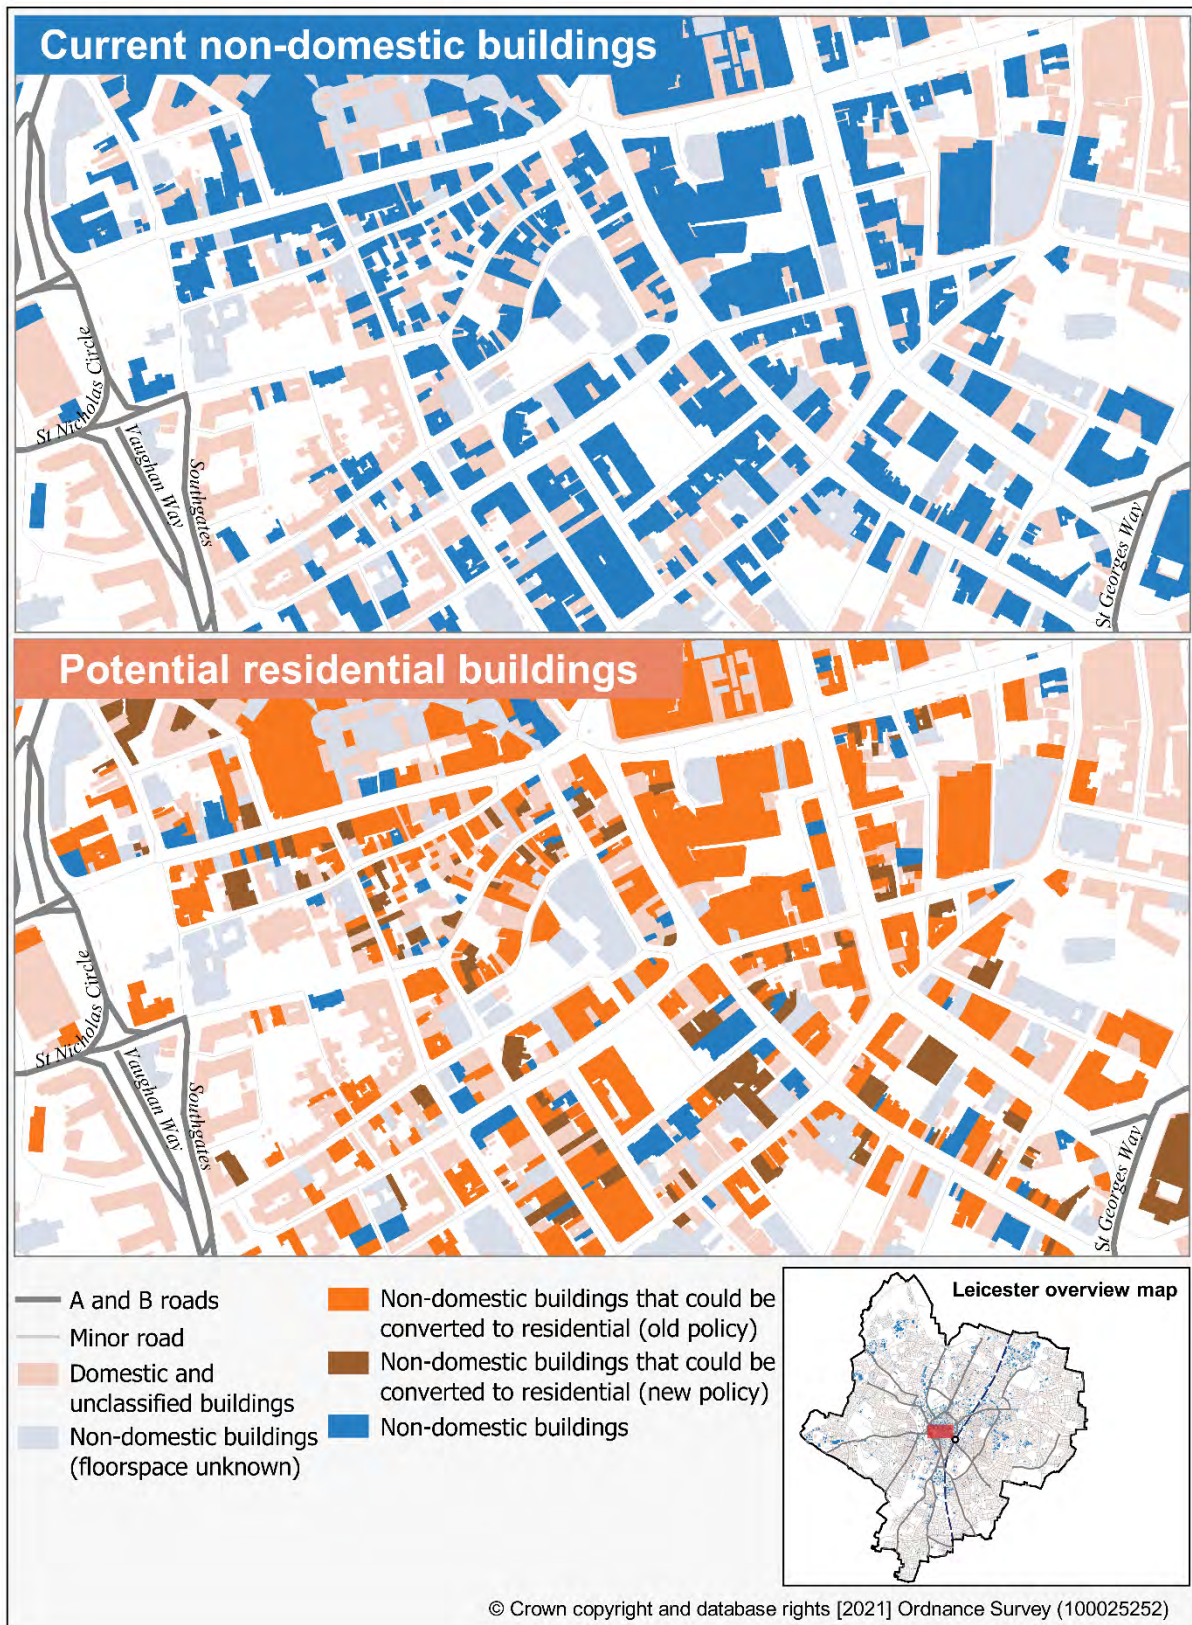 Current non-domestic buildings
St Nicholas Circle
Vaughan Way
Southgates
St Georges Way
Potential residential buildings
St Nicholas Circle
Vaughan Way
Southgates
St Georges Way
A and B roads
Minor road
Domestic and
unclassified buildings
Non-domestic buildings
(floorspace unknown)
Non-domestic buildings that could be
converted to residential (old policy)
Non-domestic buildings that could be
converted to residential (new policy)
Non-domestic buildings
Leicester overview map
© Crown copyright and database rights [2021] Ordnance Survey (100025252)